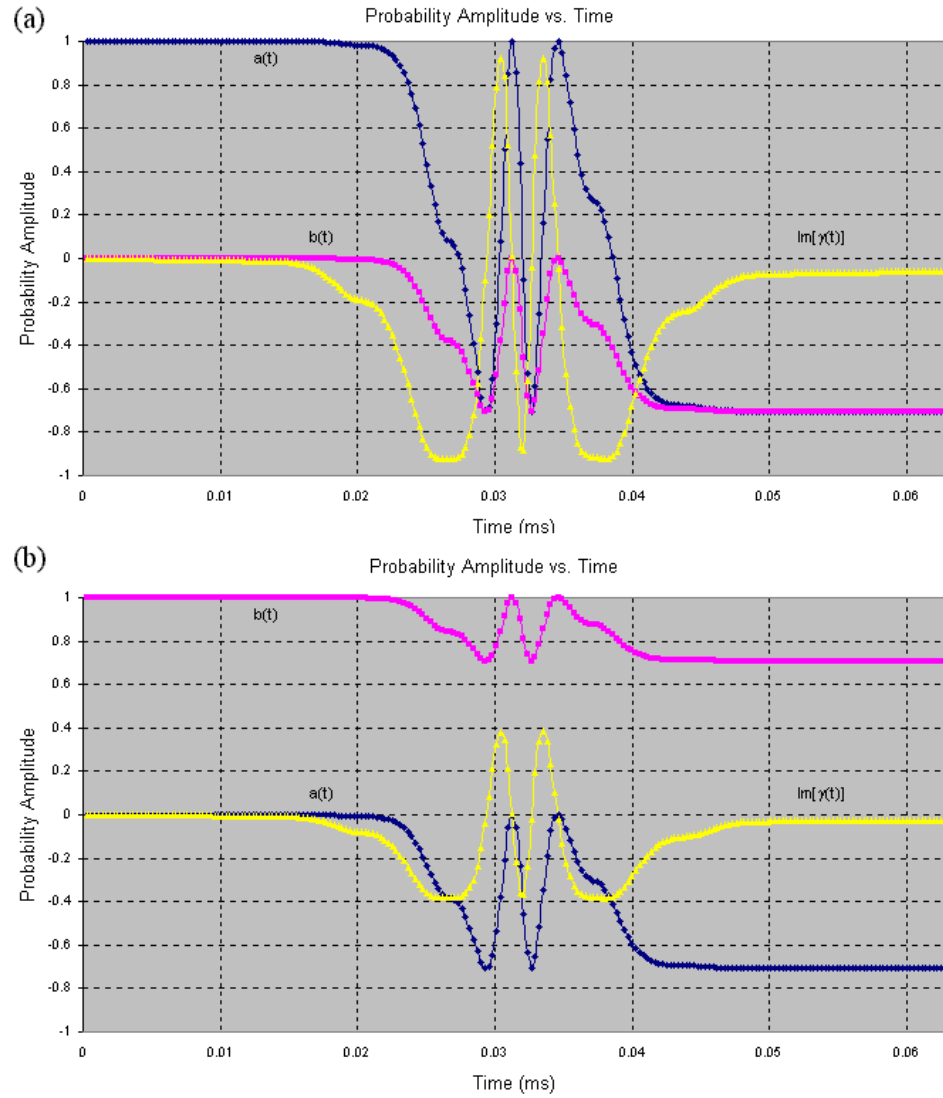 (a)
Probability Amplitude vs. Time
Probability Amplitude
1
0.8
0.6
0.4
0.2
0
-0.2
-0.4
-0.6
-0.8
-1
a(t)
b(t)
Im[γ(t)]
0 0.01 0.02 0.03 0.04 0.05 0.06
Time (ms)
(b)
Probability Amplitude vs. Time
Probability Amplitude
1
0.8
0.6
0.4
0.2
0
-0.2
-0.4
-0.6
-0.8
-1
b(t)
a(t)
Im[γ(t)]
0 0.01 0.02 0.03 0.04 0.05 0.06
Time (ms)